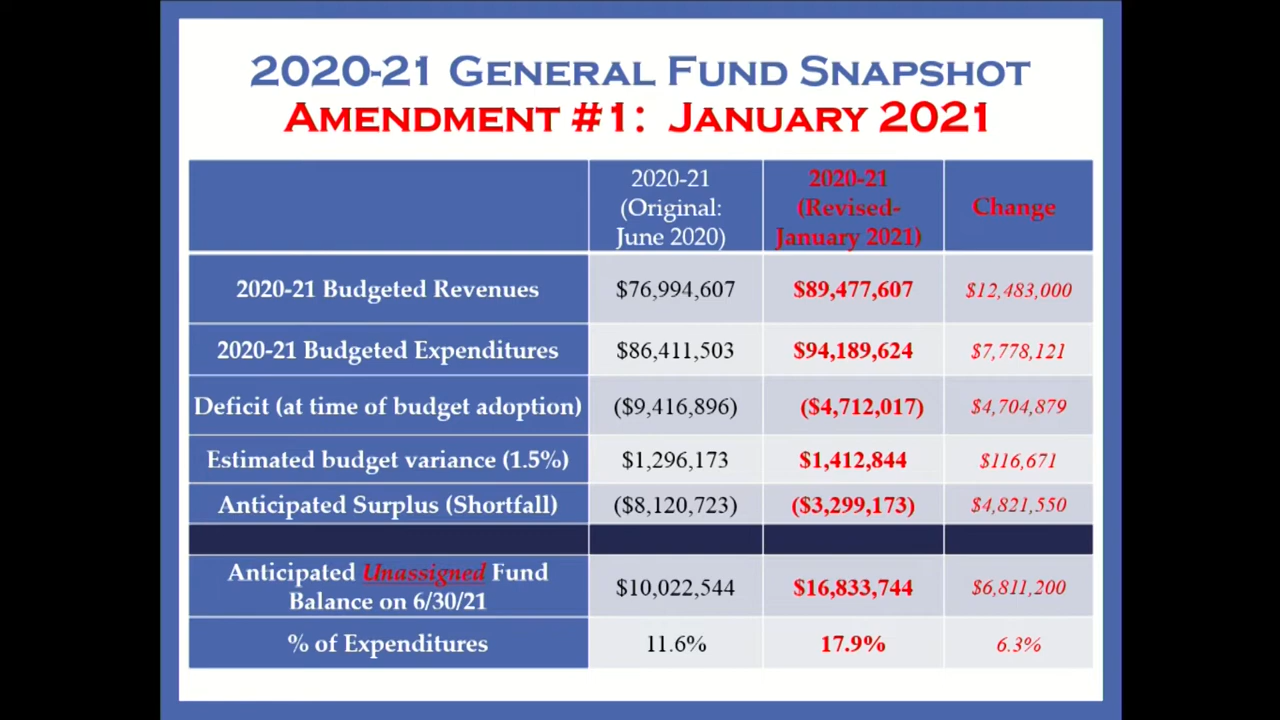 2020-21 GENERAL FUND SNAPSHOT
AMENDMENT #1: JANUARY 2021
2020-21
(Original:
June 2020)
2020-21
(Revised-
January 2021)
Change
2020-21 Budgeted Revenues $76,994,607 $89,477,607 $12,483,000
2020-21 Budgeted Expenditures $86,411,503 $94,189,624 $7,778,121
Deficit (at time of budget adoption) ($9,416,896) ($4,712,017) $4,704,879
Estimated budget variance (1.5%) $1,296,173 $1,412,844 $116,671
Anticipated Surplus (Shortfall) ($8,120,723) ($3,299,173) $4,821,550
Anticipated Unassigned Fund
Balance on 6/30/21 $10,022,544 $16,833,744 $6,811,200
% of Expenditures 11.6% 17.9% 6.3%